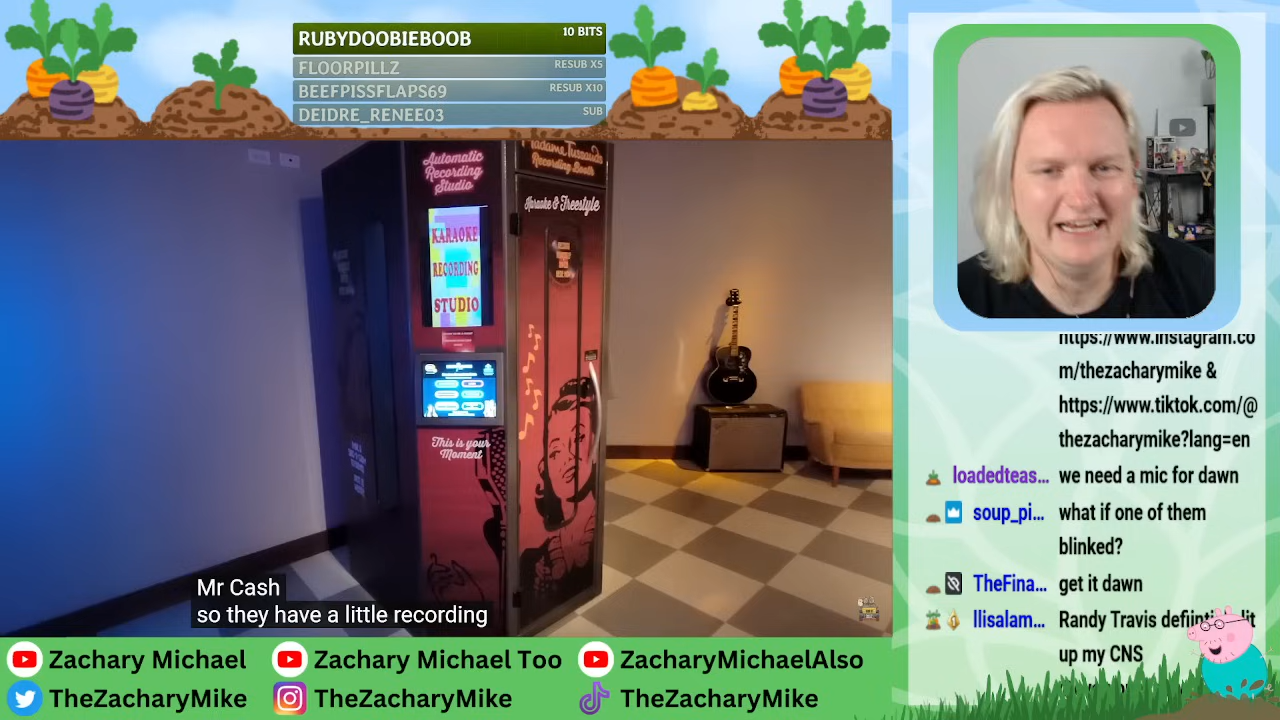 RUBYDOOBIEBOOB 10 BITS
FLOORPILLZ RESUB X5
BEEFPISSFLAPS69 RESUB X10
DEIDRE_RENEE03 SUB
Automatic
Recording
Studio
KARAOKE
RECORDING
STUDIO
This is your
Moment
Madame Tussauds
Recording Booth
Karaoke & Freestyle
Mr Cash
so they have a little recording
https://www.instagram.co
m/thezacharymike &
https://www.tiktok.com/@
thezacharymike?lang=en
loadedteas... we need a mic for dawn
soup_pi... what if one of them
blinked?
TheFina... get it dawn
llisalam... Randy Travis
up my CNS
Zachary Michael Zachary Michael Too ZacharyMichaelAlso
TheZacharyMike TheZacharyMike TheZacharyMike